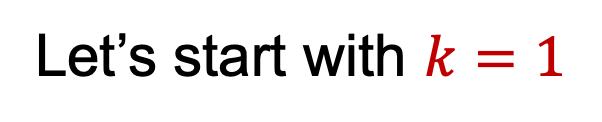 Let’s start with k = 1